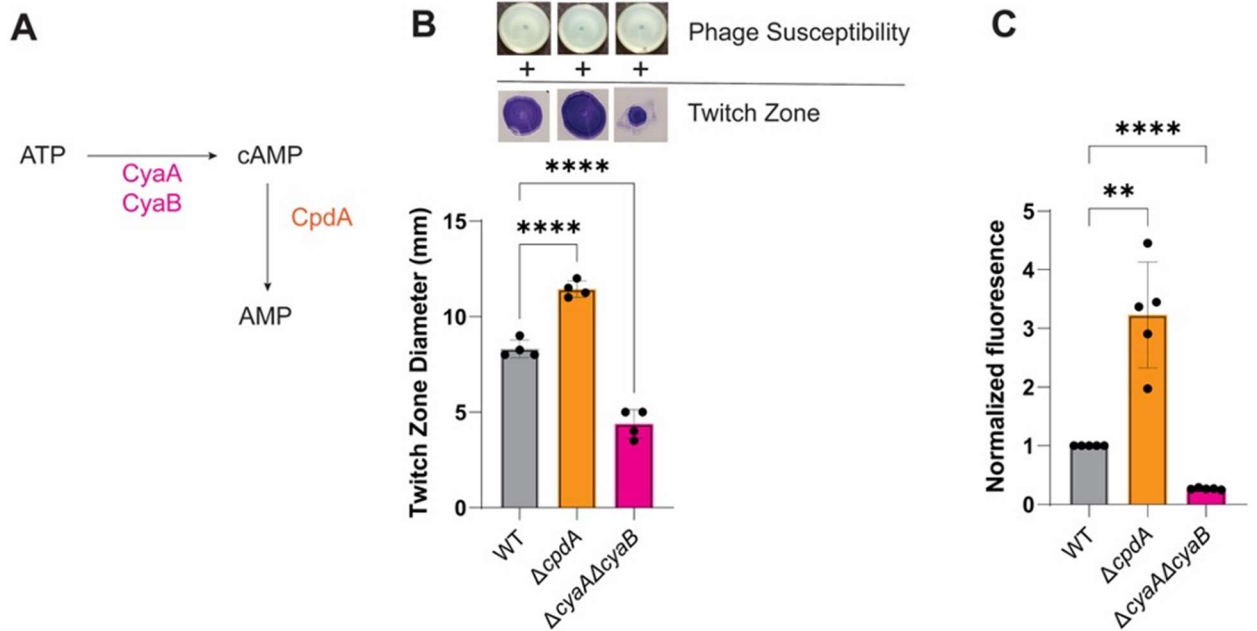 A
ATP
cAMP
CyaA
CyaB
CpdA
AMP
B
Phage Susceptibility
+ + +
Twitch Zone
****
****
Twitch Zone Diameter (mm)
15
10
5
0
WT
ΔcpdA
ΔcyaAΔcyaB
C
****
**
Normalized fluoresence
5
4
3
2
1
0
WT
ΔcpdA
ΔcyaAΔcyaB